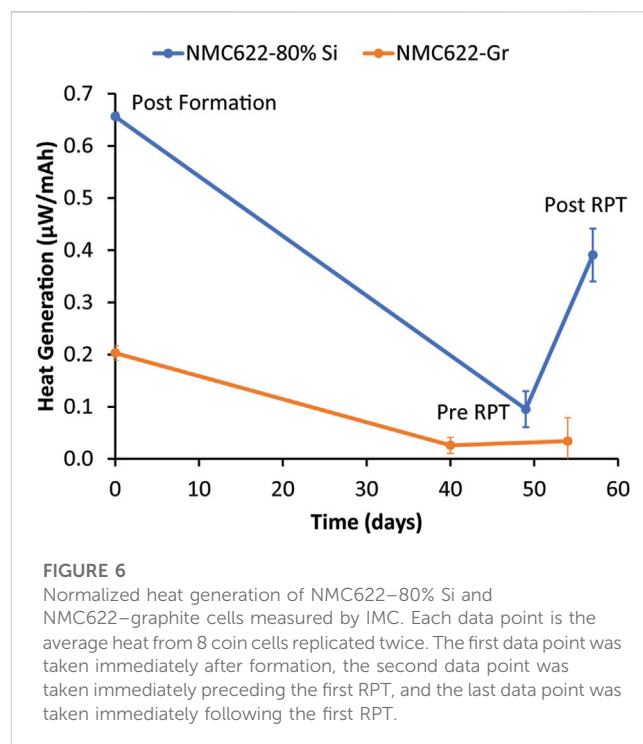 NMC622-80% Si NMC622-Gr
0.7
0.6
0.5
0.4
0.3
0.2
0.1
0.0
Heat Generation (µW/mAh)
Post Formation
Post RPT
Pre RPT
0 10 20 30 40 50 60
Time (days)
FIGURE 6
Normalized heat generation of NMC622–80% Si and
NMC622–graphite cells measured by IMC. Each data point is the
average heat from 8 coin cells replicated twice. The first data point was
taken immediately after formation, the second data point was
taken immediately preceding the first RPT, and the last data point was
taken immediately following the first RPT.